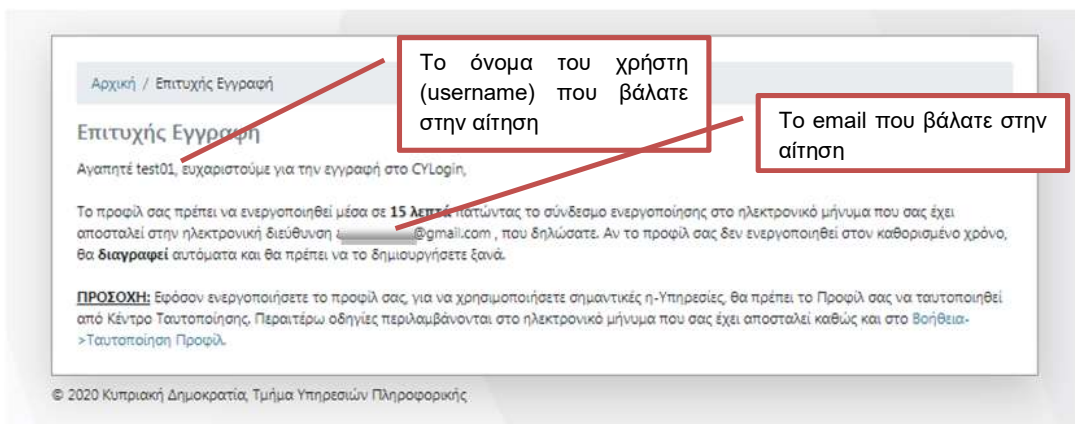 Το όνομα του χρήστη
(username) που βάλατε
στην αίτηση
Το email που βάλατε στην
αίτηση
Αρχική / Επιτυχής Εγγραφή
Επιτυχής Εγγραφή
Αγαπητέ test01, ευχαριστούμε για την εγγραφή στο CYLogin,
Το προφίλ σας πρέπει να ενεργοποιηθεί μέσα σε 15 λεπτά πατώντας το σύνδεσμο ενεργοποίησης στο ηλεκτρονικό μήνυμα που σας έχει
αποσταλεί στην ηλεκτρονική διεύθυνση @gmail.com , που δηλώσατε. Αν το προφίλ σας δεν ενεργοποιηθεί στον καθορισμένο χρόνο,
θα διαγραφεί αυτόματα και θα πρέπει να το δημιουργήσετε ξανά.
ΠΡΟΣΟΧΗ: Εφόσον ενεργοποιήσετε το προφίλ σας, για να χρησιμοποιήσετε σημαντικές η-Υπηρεσίες, θα πρέπει το Προφίλ σας να ταυτοποιηθεί
από Κέντρο Ταυτοποίησης. Περαιτέρω οδηγίες περιλαμβάνονται στο ηλεκτρονικό μήνυμα που σας έχει αποσταλεί καθώς και στο Βοήθεια-
>Ταυτοποίηση Προφίλ.
© 2020 Κυπριακή Δημοκρατία, Τμήμα Υπηρεσιών Πληροφορικής